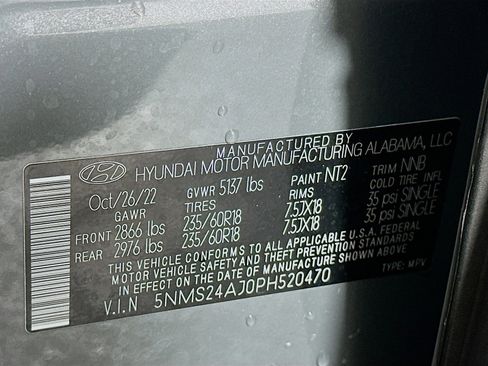 MANUFACTURED BY
HYUNDAI MOTOR MANUFACTURING ALABAMA, LLC
Oct/26/22 GVWR 5137 lbs PAINT NT2 TRIM NNB
GAWR TIRES RIMS COLD TIRE INFL
FRONT 2866 lbs 235/60R18 7.5JX18 35 psi SINGLE
REAR 2976 lbs 235/60R18 7.5JX18 35 psi SINGLE
THIS VEHICLE CONFORMS TO ALL APPLICABLE U.S.A. FEDERAL
MOTOR VEHICLE SAFETY AND THEFT PREVENTION STANDARDS
IN EFFECT ON THE DATE OF MANUFACTURE SHOWN ABOVE.
V.I.N 5NMS24AJ0PH520470 TYPE: MPV